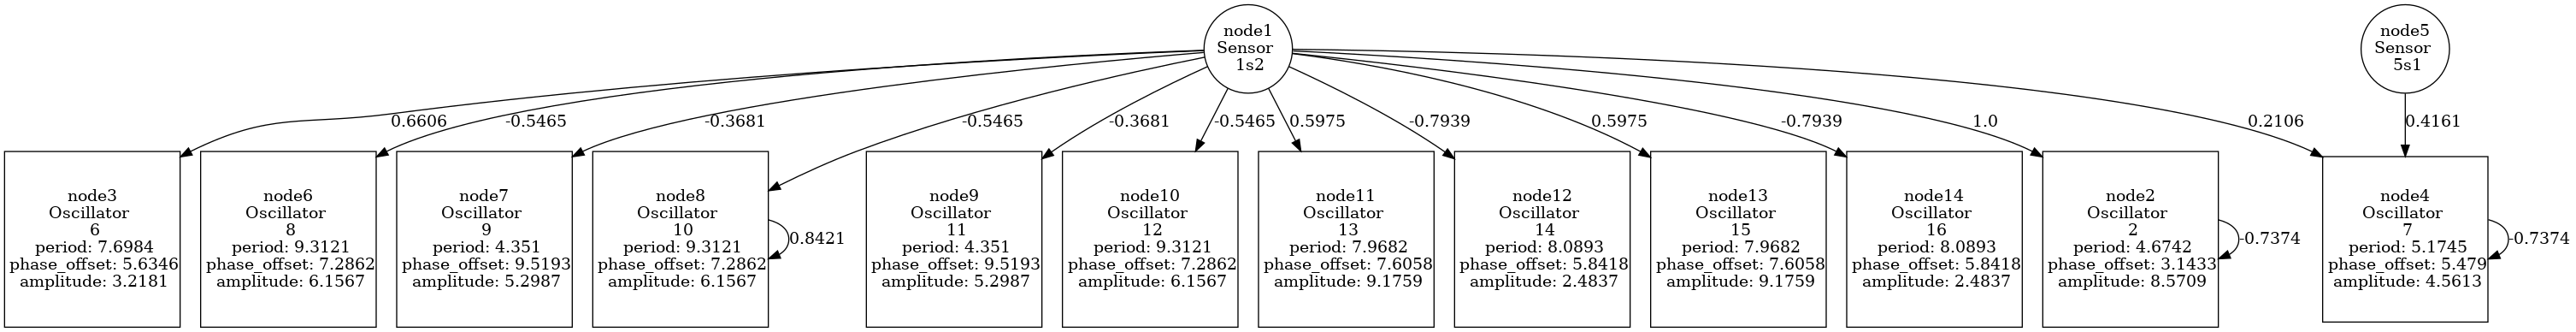 node1
Sensor
1s2
node5
Sensor
5s1
0.6606
-0.5465
-0.3681
-0.5465
-0.3681
-0.5465
0.5975
-0.7939
0.5975
-0.7939
1.0
0.2106
0.4161
node3
Oscillator
6
period: 7.6984
phase_offset: 5.6346
amplitude: 3.2181
node6
Oscillator
8
period: 9.3121
phase_offset: 7.2862
amplitude: 6.1567
node7
Oscillator
9
period: 4.351
phase_offset: 9.5193
amplitude: 5.2987
node8
Oscillator
10
period: 9.3121
phase_offset: 7.2862
amplitude: 6.1567
0.8421
node9
Oscillator
11
period: 4.351
phase_offset: 9.5193
amplitude: 5.2987
node10
Oscillator
12
period: 9.3121
phase_offset: 7.2862
amplitude: 6.1567
node11
Oscillator
13
period: 7.9682
phase_offset: 7.6058
amplitude: 9.1759
node12
Oscillator
14
period: 8.0893
phase_offset: 5.8418
amplitude: 2.4837
node13
Oscillator
15
period: 7.9682
phase_offset: 7.6058
amplitude: 9.1759
node14
Oscillator
16
period: 8.0893
phase_offset: 5.8418
amplitude: 2.4837
node2
Oscillator
2
period: 4.6742
phase_offset: 3.1433
amplitude: 8.5709
-0.7374
node4
Oscillator
7
period: 5.1745
phase_offset: 5.479
amplitude: 4.5613
-0.7374